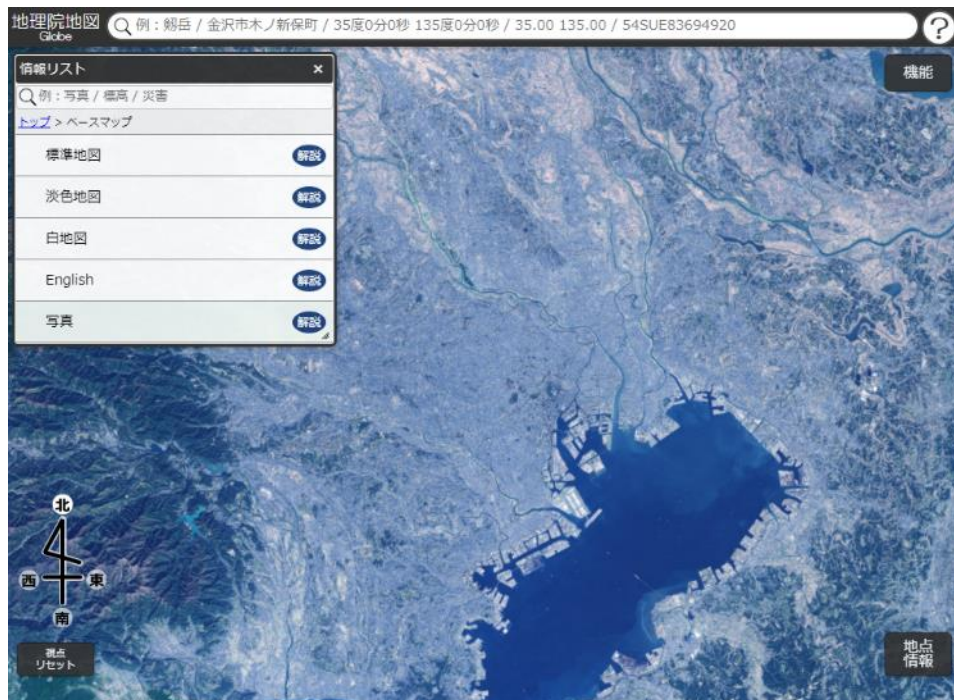 地理院地図
Globe
例：剱岳 / 金沢市木ノ新保町 / 35度0分0秒 135度0分0秒 / 35.00 135.00 / 54SUE83694920
?
情報リスト
×
機能
例：写真 / 標高 / 災害
トップ > ベースマップ
標準地図 解説
淡色地図 解説
白地図 解説
English 解説
写真 解説
北
西 東
南
視点
リセット
地点
情報